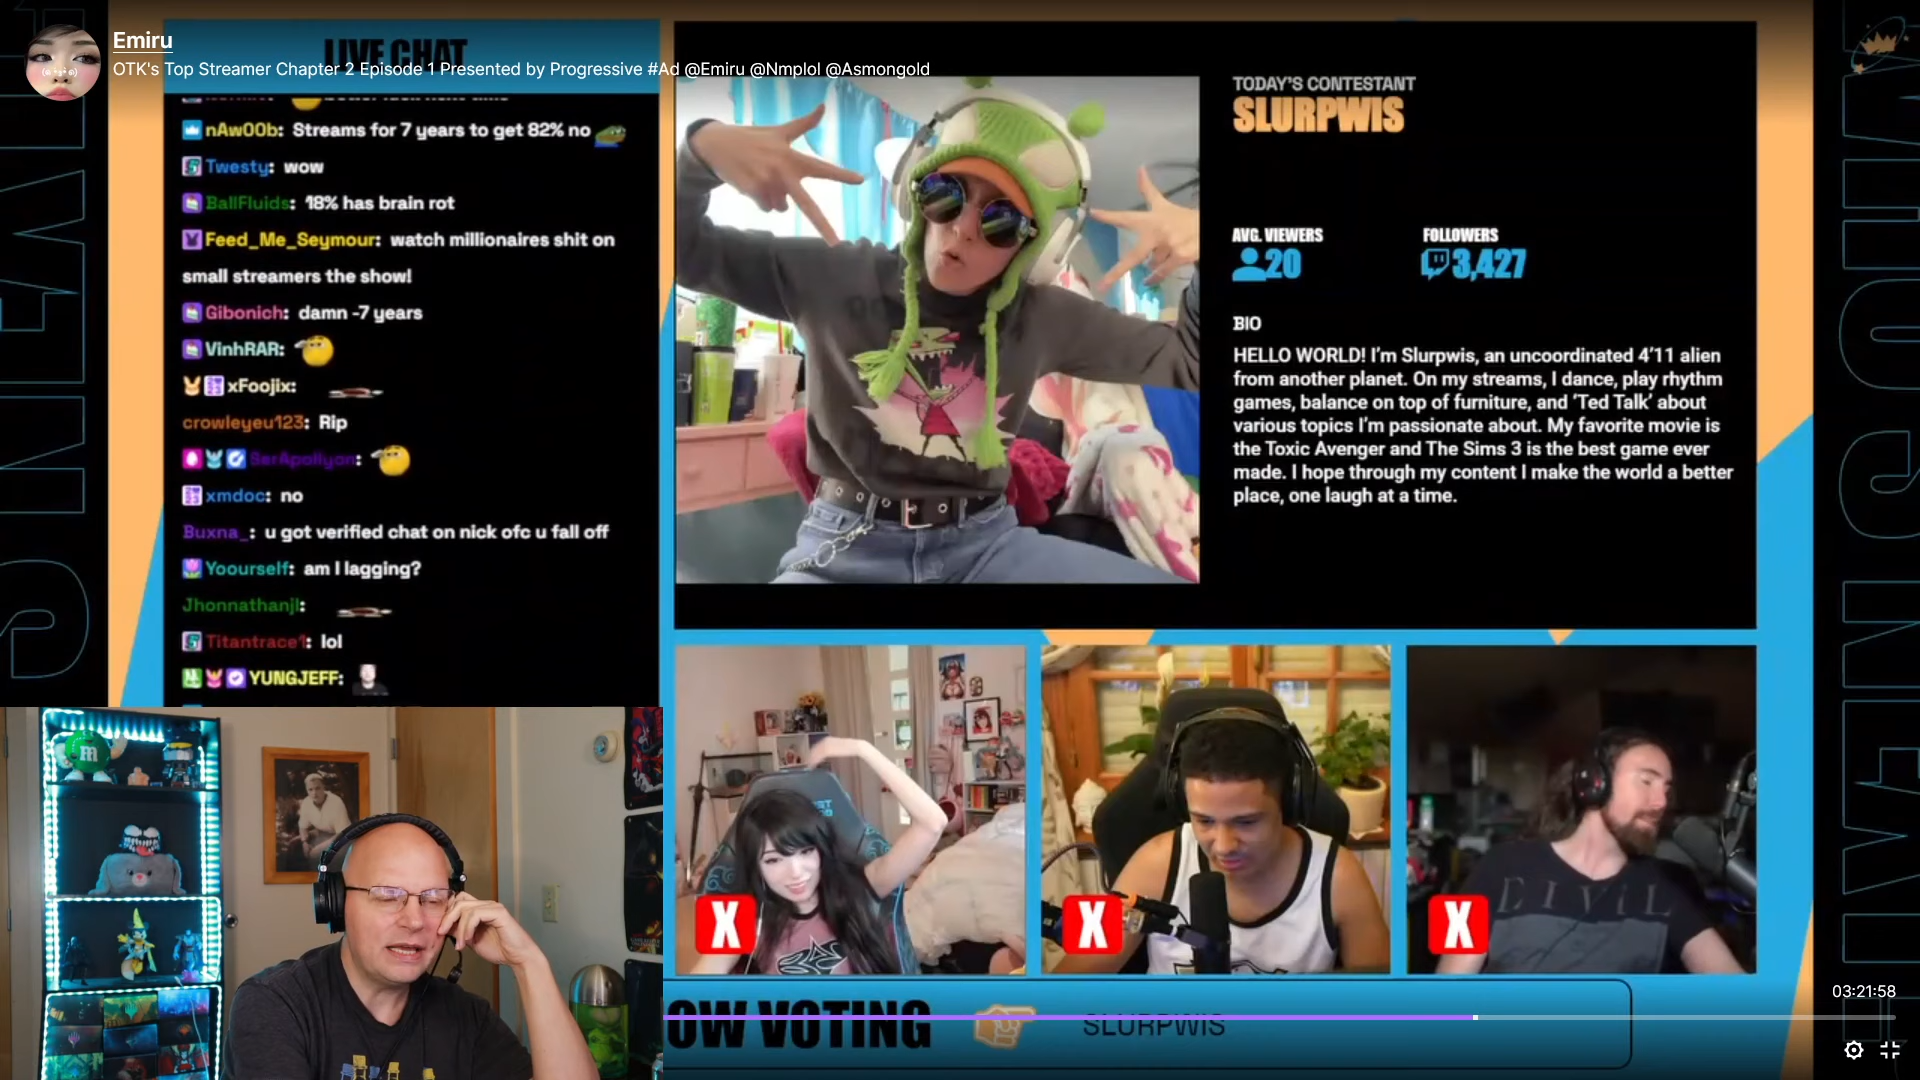 Emiru
OTK's Top Streamer Chapter 2 Episode 1 Presented by Progressive #Ad @Emiru @Nmplol @Asmongold
LIVE CHAT
nAw00b: Streams for 7 years to get 82% no
Twesty: wow
BallFluids: 18% has brain rot
Feed_Me_Seymour: watch millionaires shit on
small streamers the show!
Gibonich: damn -7 years
VinhRAR:
xFoojix:
crowleyeu123: Rip
SerApollyon:
xmdoc: no
Buxna_: u got verified chat on nick ofc u fall off
Yoourself: am I lagging?
Jhonnathanjl:
Titantrace1: lol
YUNGJEFF:
TODAY'S CONTESTANT
SLURPWIS
AVG. VIEWERS
20
FOLLOWERS
3,427
BIO
HELLO WORLD! I'm Slurpwis, an uncoordinated 4'11 alien
from another planet. On my streams, I dance, play rhythm
games, balance on top of furniture, and 'Ted Talk' about
various topics I'm passionate about. My favorite movie is
the Toxic Avenger and The Sims 3 is the best game ever
made. I hope through my content I make the world a better
place, one laugh at a time.
X
X
X
OW VOTING
SLURPWIS
03:21:58